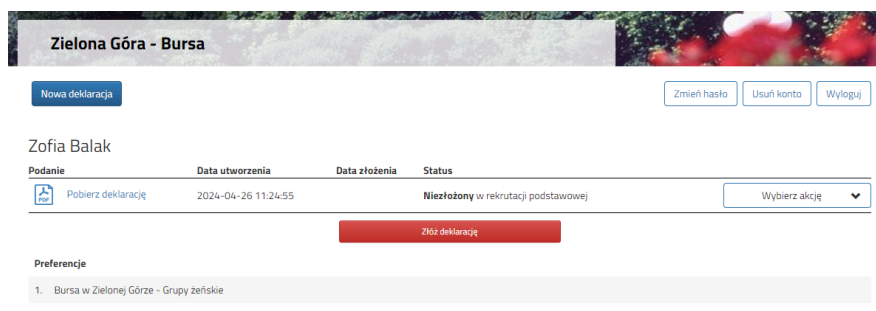 Zielona Góra - Bursa
Nowa deklaracja Zmień hasło Usuń konto Wyloguj
Zofia Balak
Podanie Data utworzenia Data złożenia Status
PDF Pobierz deklarację 2024-04-26 11:24:55 Niezłożony w rekrutacji podstawowej Wybierz akcję
Złóż deklarację
Preferencje
1. Bursa w Zielonej Górze - Grupy żeńskie